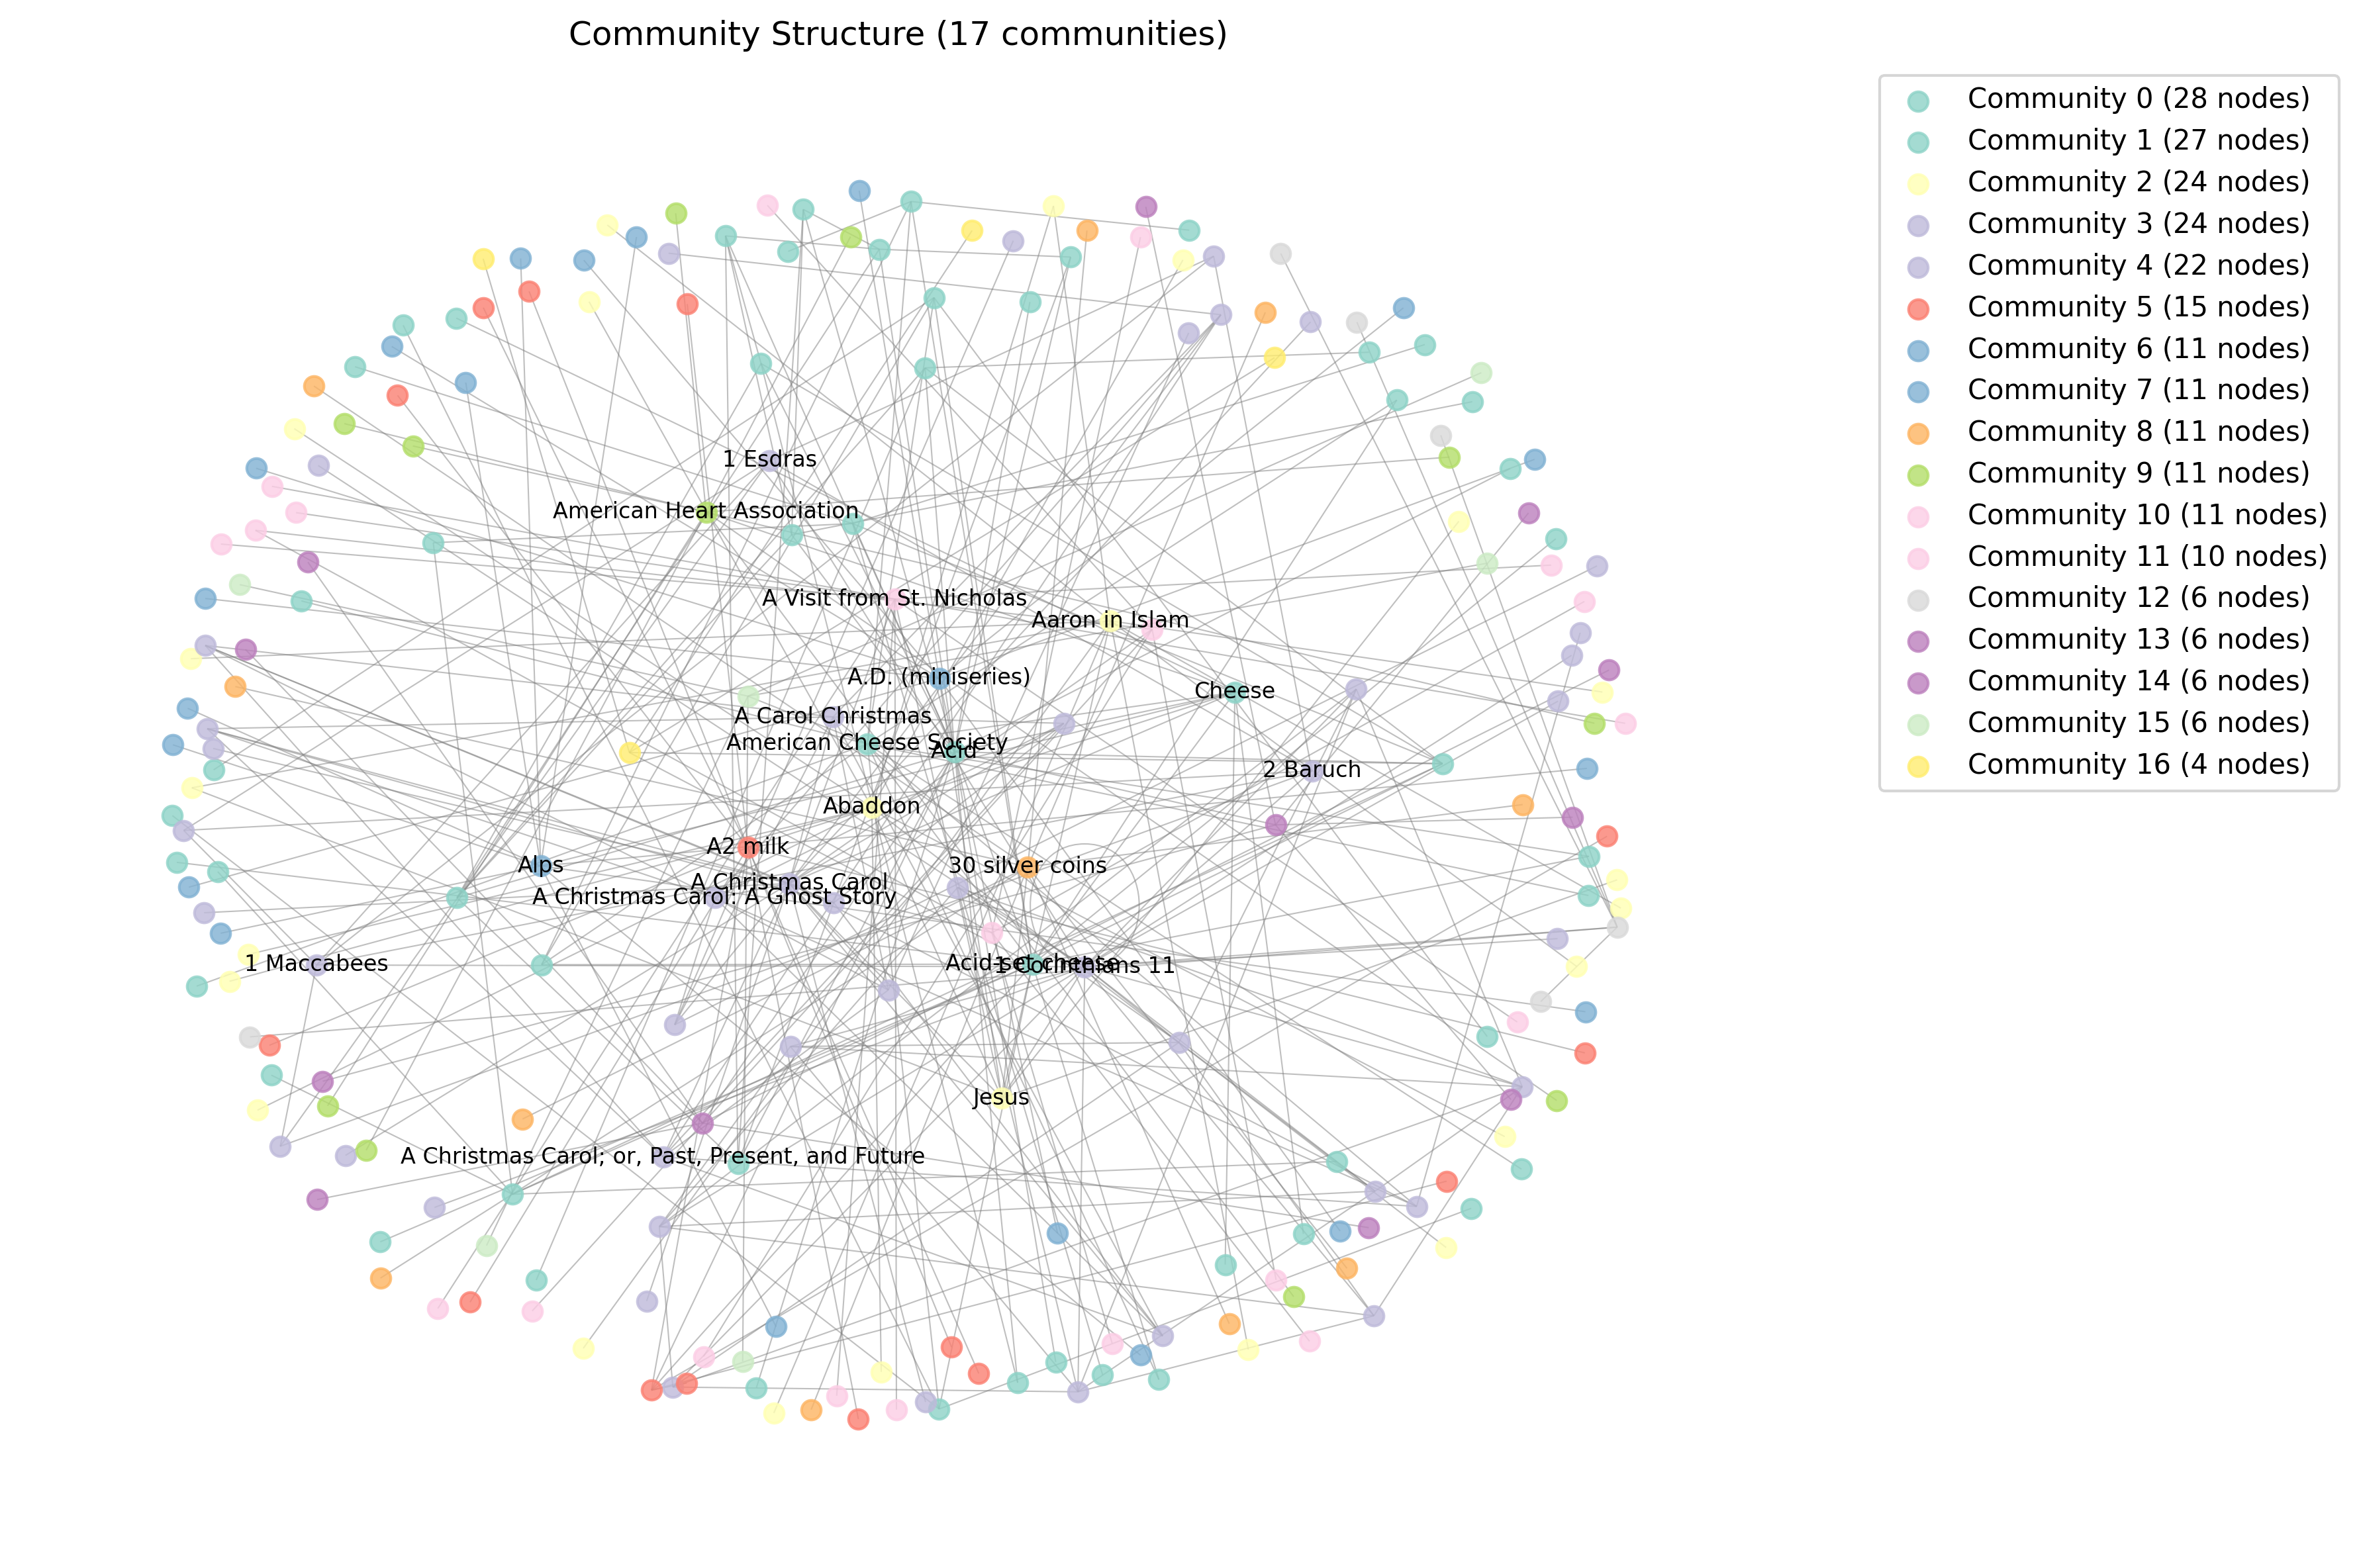 Community Structure (17 communities)
Community 0 (28 nodes)
Community 1 (27 nodes)
Community 2 (24 nodes)
Community 3 (24 nodes)
Community 4 (22 nodes)
Community 5 (15 nodes)
Community 6 (11 nodes)
Community 7 (11 nodes)
Community 8 (11 nodes)
Community 9 (11 nodes)
Community 10 (11 nodes)
Community 11 (10 nodes)
Community 12 (6 nodes)
Community 13 (6 nodes)
Community 14 (6 nodes)
Community 15 (6 nodes)
Community 16 (4 nodes)
1 Esdras
American Heart Association
A Visit from St. Nicholas
Aaron in Islam
A.D. (miniseries)
Cheese
A Carol Christmas
American Cheese Society
Acid
2 Baruch
Abaddon
A2 milk
Alps
30 silver coins
A Christmas Carol
A Christmas Carol: A Ghost Story
1 Maccabees
Acid-set cheese
1 Corinthians 11
Jesus
A Christmas Carol; or, Past, Present, and Future